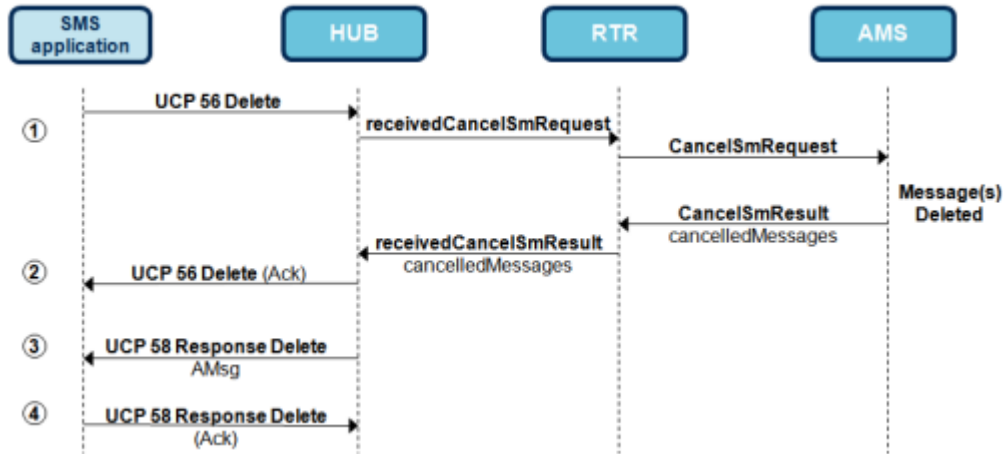 SMS
application
HUB
RTR
AMS
UCP 56 Delete
① receivedCancelSmRequest
CancelSmRequest
Message(s)
Deleted
CancelSmResult
cancelledMessages
receivedCancelSmResult
cancelledMessages
② UCP 56 Delete (Ack)
③ UCP 58 Response Delete
AMsg
④ UCP 58 Response Delete
(Ack)